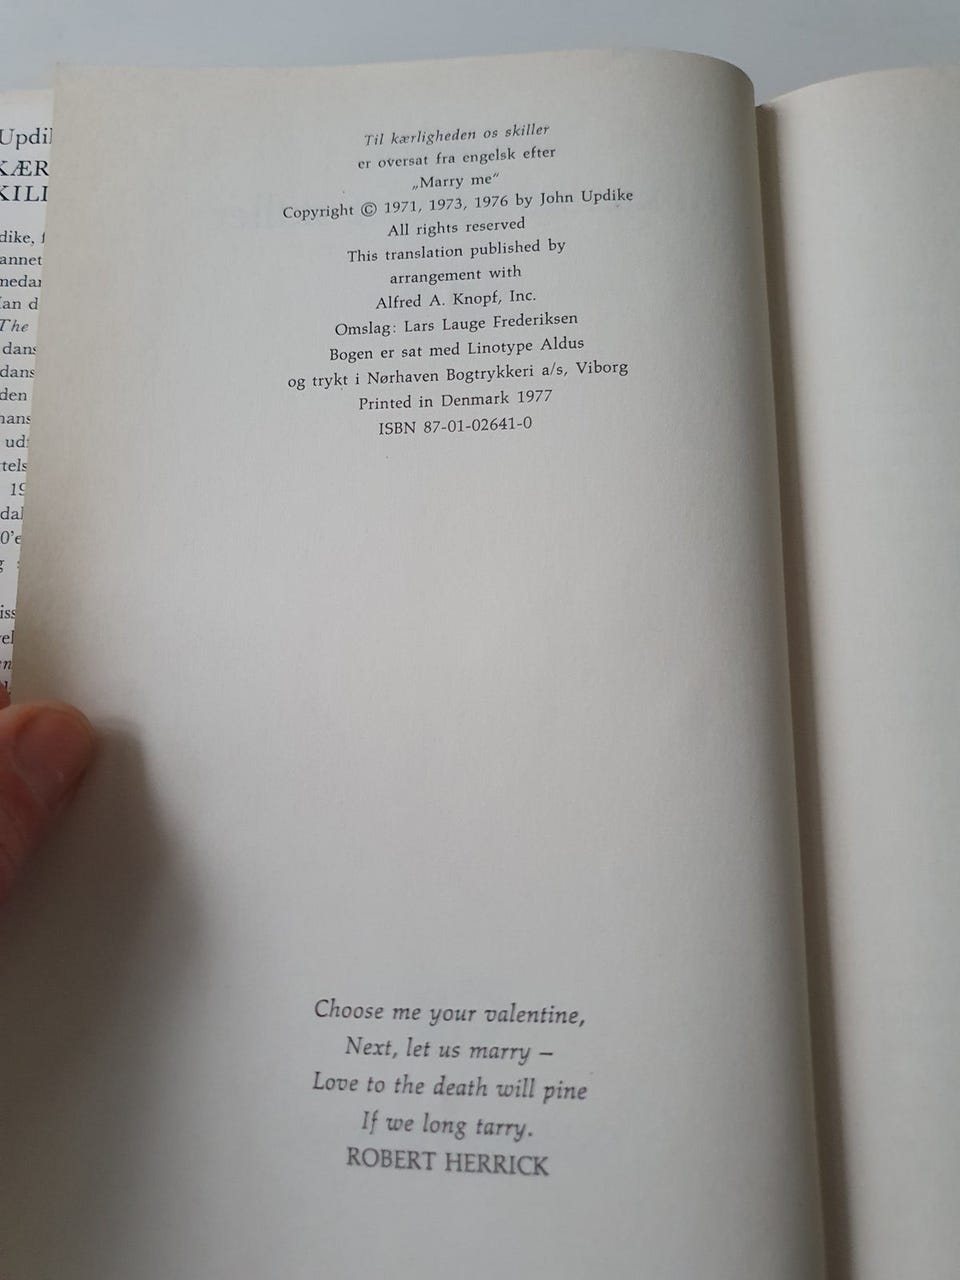 Til kærligheden os skiller
er oversat fra engelsk efter
„Marry me“
Copyright © 1971, 1973, 1976 by John Updike
All rights reserved
This translation published by
arrangement with
Alfred A. Knopf, Inc.
Omslag: Lars Lauge Frederiksen
Bogen er sat med Linotype Aldus
og trykt i Nørhaven Bogtrykkeri a/s, Viborg
Printed in Denmark 1977
ISBN 87-01-02641-0
Choose me your valentine,
Next, let us marry –
Love to the death will pine
If we long tarry.
ROBERT HERRICK